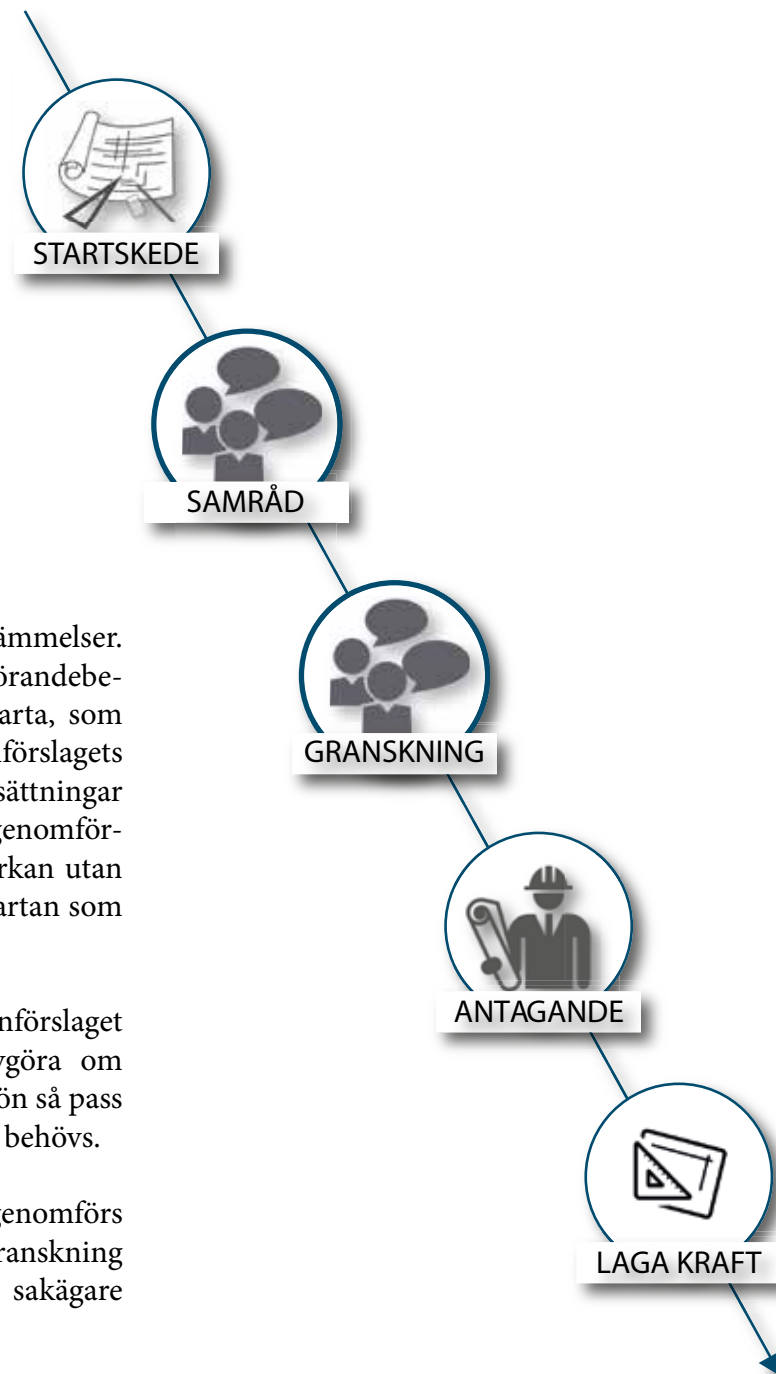 STARTSKEDE
SAMRÅD
ämmelser.
örandebe-
arta, som
förslagets
sättningar
genomför-
rkan utan
artan som
GRANSKNING
nförslaget
vgöra om
ön så pass
behövs.
ANTAGANDE
genomförs
ranskning
sakägare
LAGA KRAFT